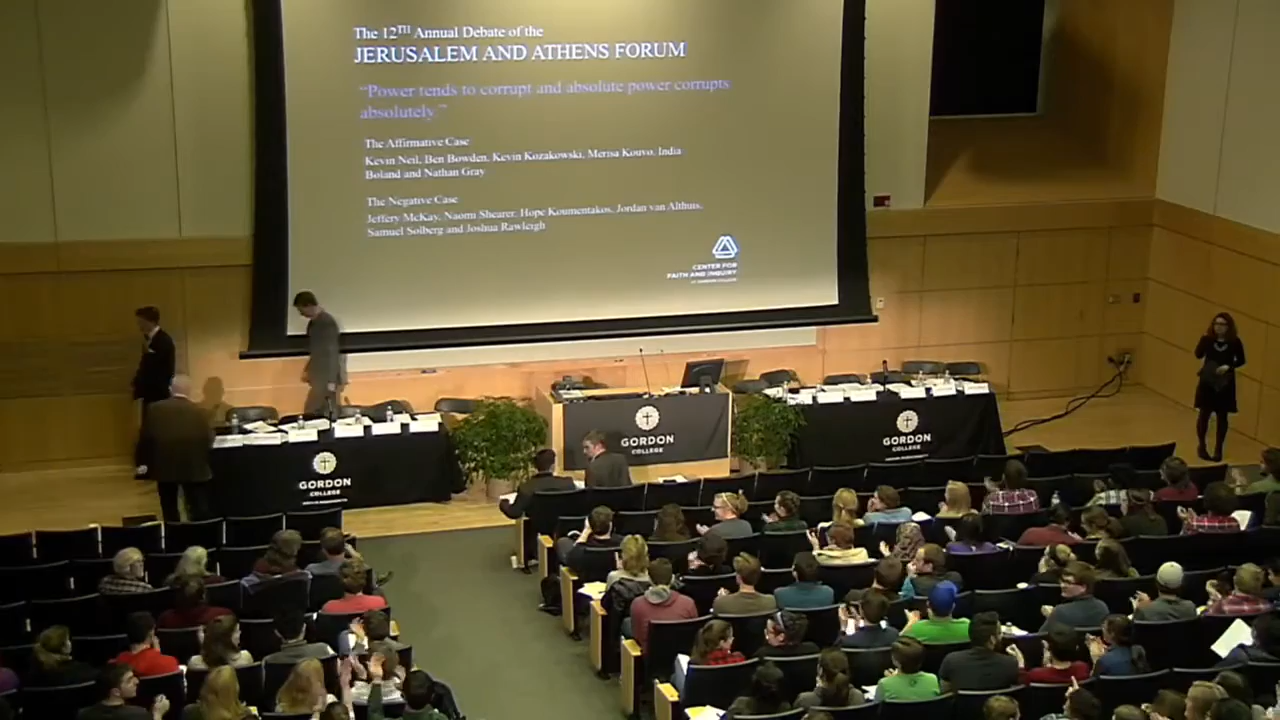 The 12TH Annual Debate of the
JERUSALEM AND ATHENS FORUM
"Power tends to corrupt and absolute power corrupts
absolutely."
The Affirmative Case
Kevin Neil, Ben Bowden, Kevin Kozakowski, Merisa Kouvo, India
Boland and Nathan Gray
The Negative Case
Jeffery McKay, Naomi Shearer, Hope Koumentakos, Jordan van Althuis,
Samuel Solberg and Joshua Rawleigh
CENTER FOR
FAITH AND INQUIRY
GORDON
COLLEGE
GORDON
COLLEGE
GORDON
COLLEGE